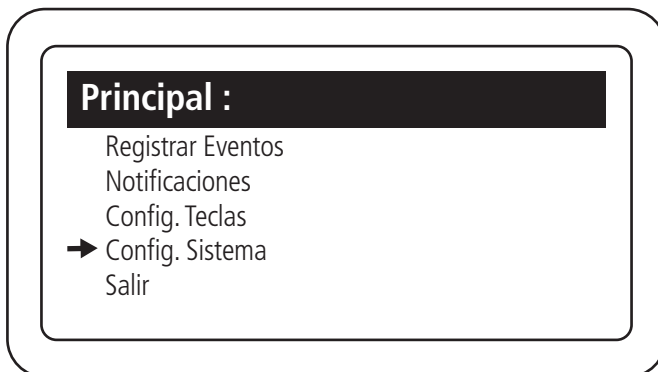 Principal :
Registrar Eventos
Notificaciones
Config. Teclas
Config. Sistema
Salir